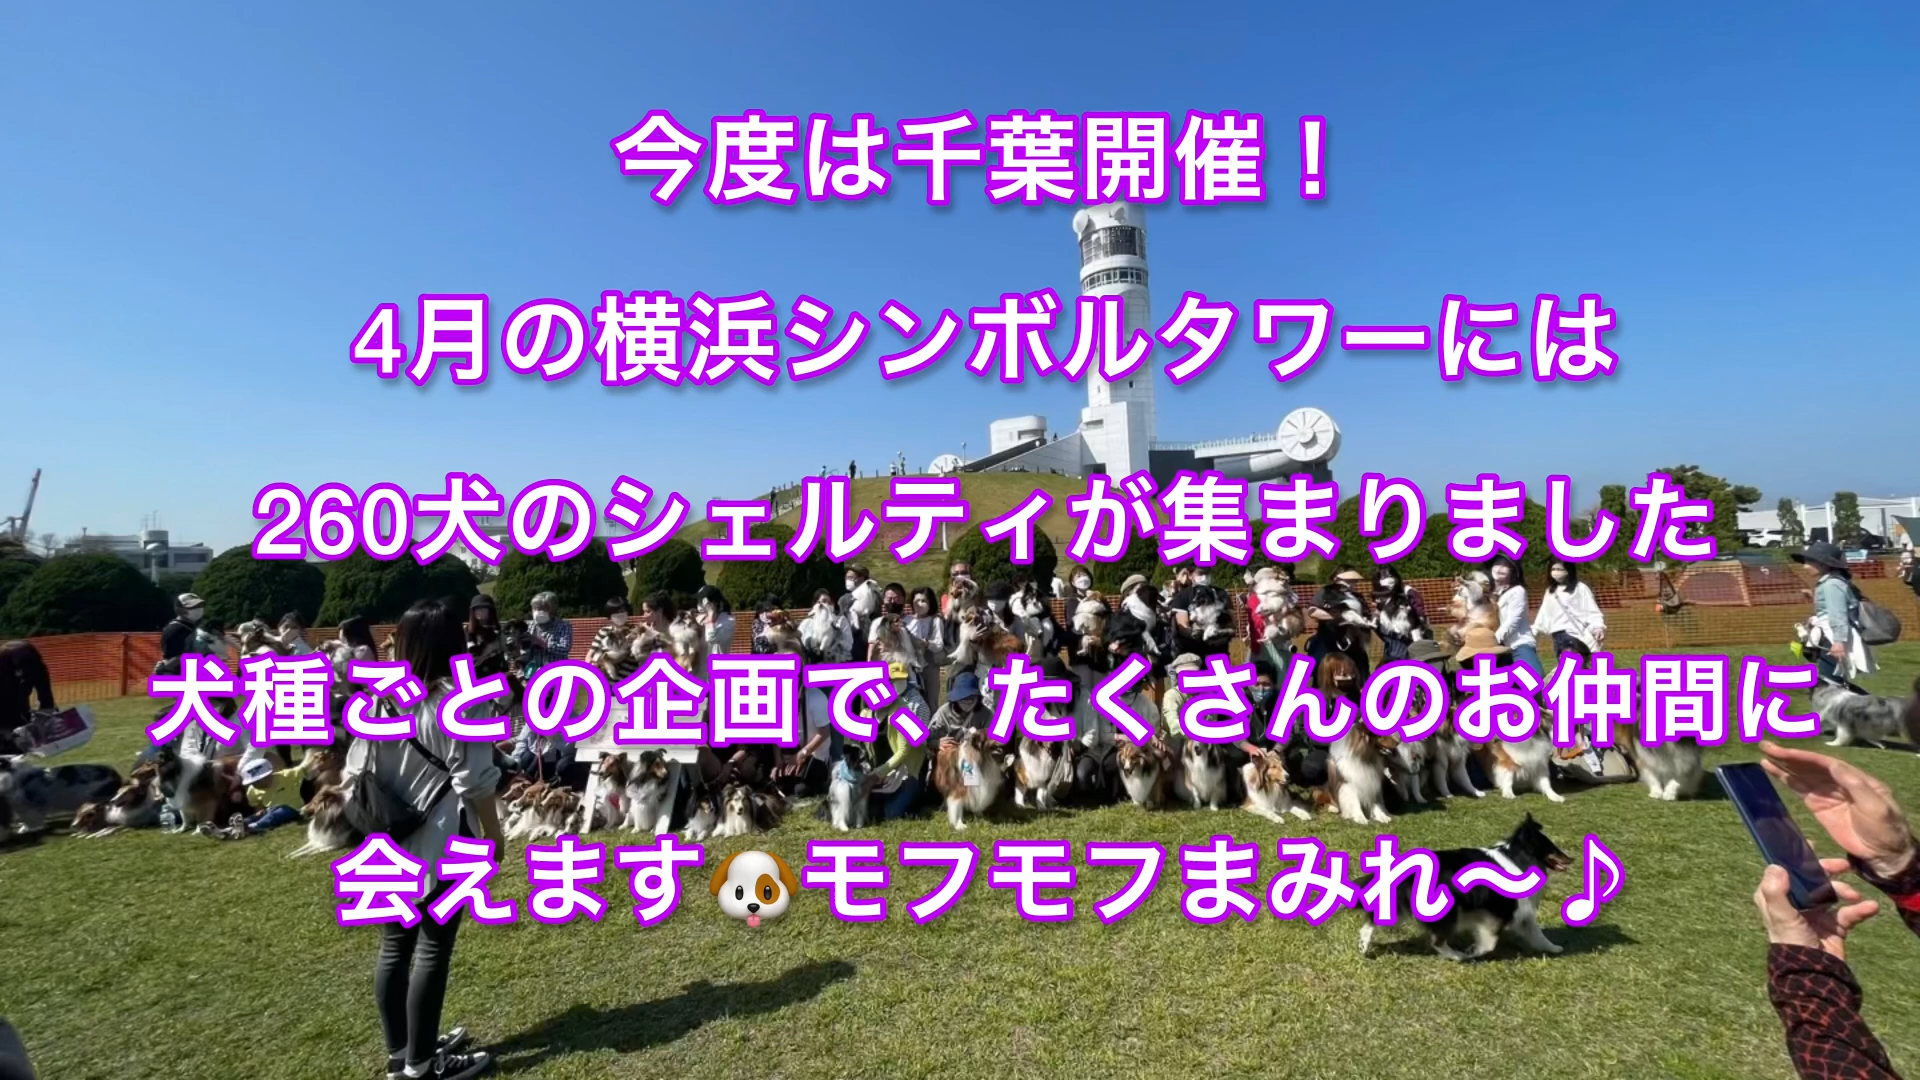 今度は千葉開催！
4月の横浜シンボルタワーには
260犬のシェルティが集まりました
犬種ごとの企画で、たくさんのお仲間に
会えます🐶モフモフまみれ〜♪